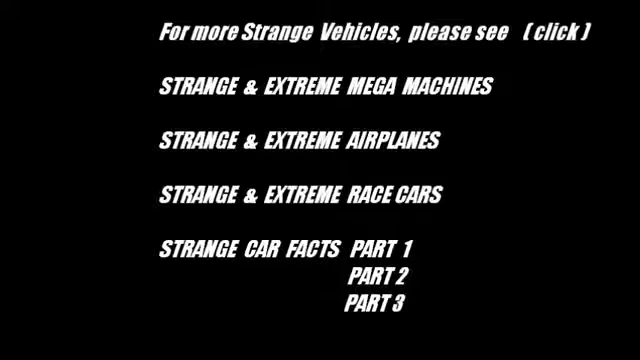 For more Strange Vehicles, please see ( click )
STRANGE & EXTREME MEGA MACHINES
STRANGE & EXTREME AIRPLANES
STRANGE & EXTREME RACE CARS
STRANGE CAR FACTS PART 1
PART 2
PART 3